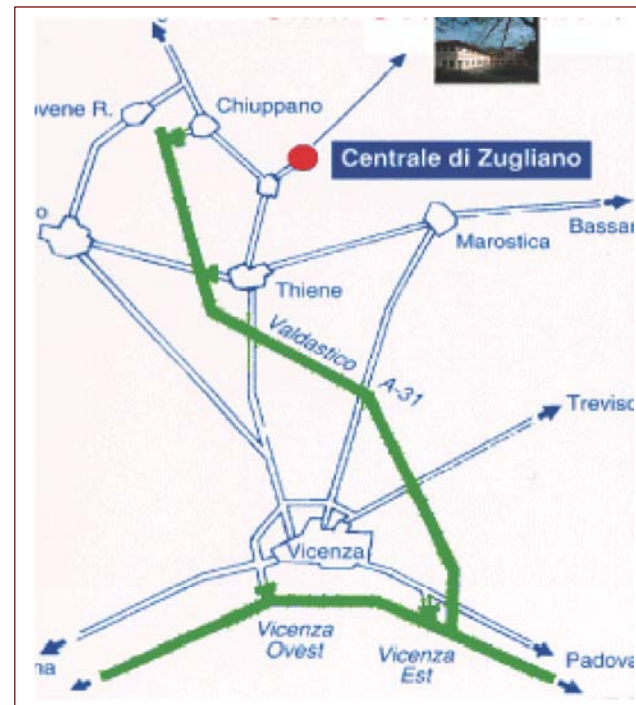 Chiuppano
Centrale di Zugliano
Marostica
Thiene
Valdastico
A-31
Vicenza
Vicenza
Ovest
Vicenza
Est
Padova